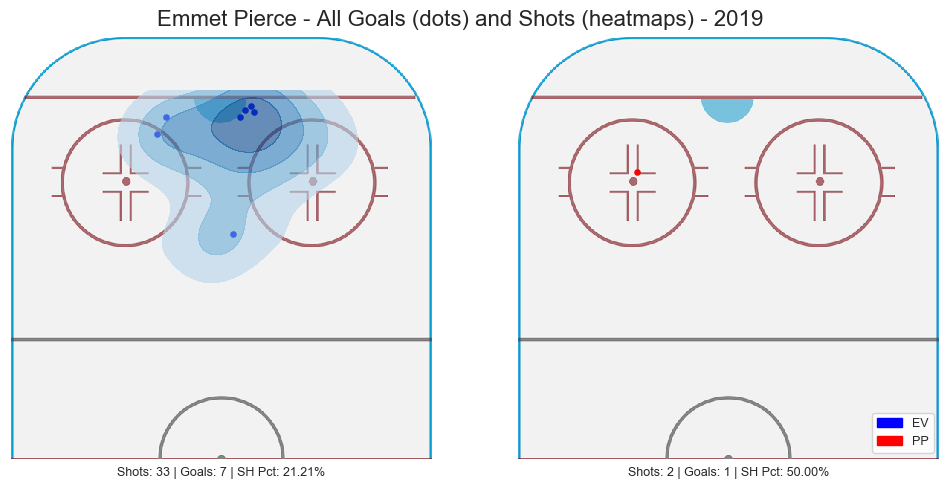 Emmet Pierce - All Goals (dots) and Shots (heatmaps) - 2019
EV
PP
Shots: 33 | Goals: 7 | SH Pct: 21.21%
Shots: 2 | Goals: 1 | SH Pct: 50.00%